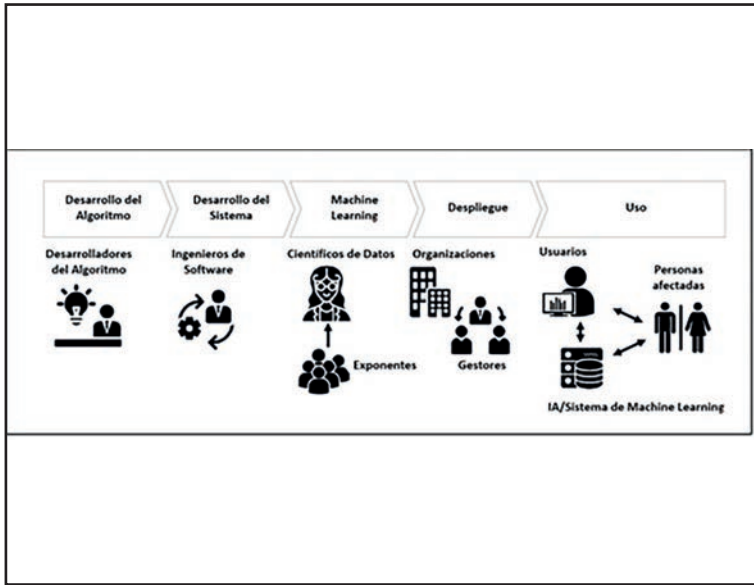 Desarrollo del
Algoritmo
Desarrollo del
Sistema
Machine
Learning
Despliegue
Uso
Desarrolladores
del Algoritmo
Ingenieros de
Software
Científicos de Datos
Exponentes
Organizaciones
Gestores
Usuarios
Personas
afectadas
IA/Sistema de Machine Learning